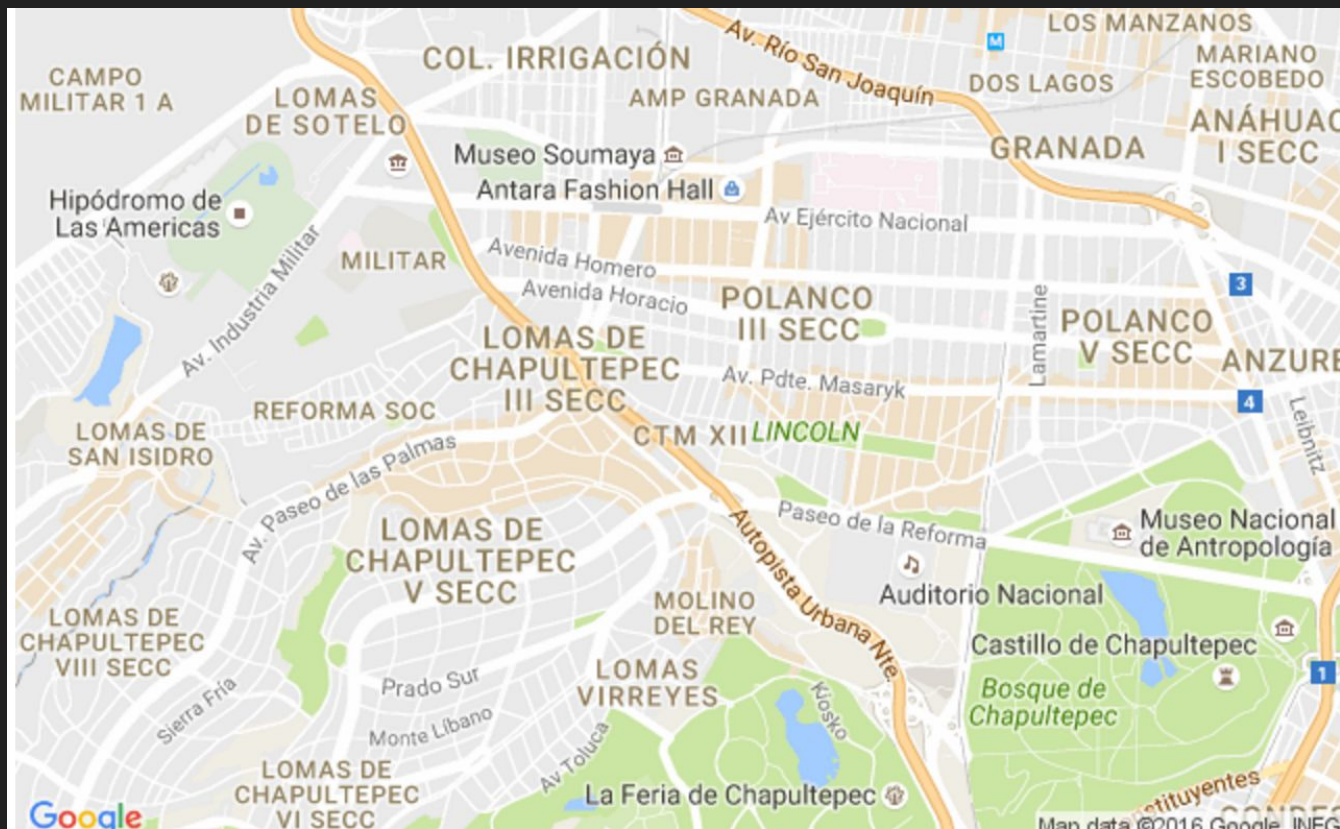 LOS MANZANOS
Av. Río San Joaquín
M
COL. IRRIGACIÓN
MARIANO
ESCOBEDO
CAMPO
MILITAR 1 A
LOMAS
DE SOTELO
AMP GRANADA
DOS LAGOS
ANÁHUAC
I SECC
Museo Soumaya
GRANADA
Antara Fashion Hall
Hipódromo de
Las Americas
Av Ejército Nacional
MILITAR
Avenida Homero
Avenida Horacio
3
Av. Industria Militar
POLANCO
III SECC
Lamartine
POLANCO
V SECC
LOMAS DE
CHAPULTEPEC
III SECC
ANZURE
Av. Pdte. Masaryk
4
REFORMA SOC
Leibnitz
LOMAS DE
SAN ISIDRO
CTM XII
LINCOLN
Av. Paseo de las Palmas
Paseo de la Reforma
Museo Nacional
de Antropología
LOMAS DE
CHAPULTEPEC
V SECC
Autopista Urbana Nte.
Auditorio Nacional
MOLINO
DEL REY
LOMAS DE
CHAPULTEPEC
VIII SECC
Castillo de Chapultepec
1
LOMAS
VIRREYES
Prado Sur
Sierra Fría
Bosque de
Chapultepec
Kiosko
Monte Líbano
Av Toluca
LOMAS DE
CHAPULTEPEC
VI SECC
La Feria de Chapultepec
stituyentes
Google
CONDES
Map data ©2016 Google, INEG